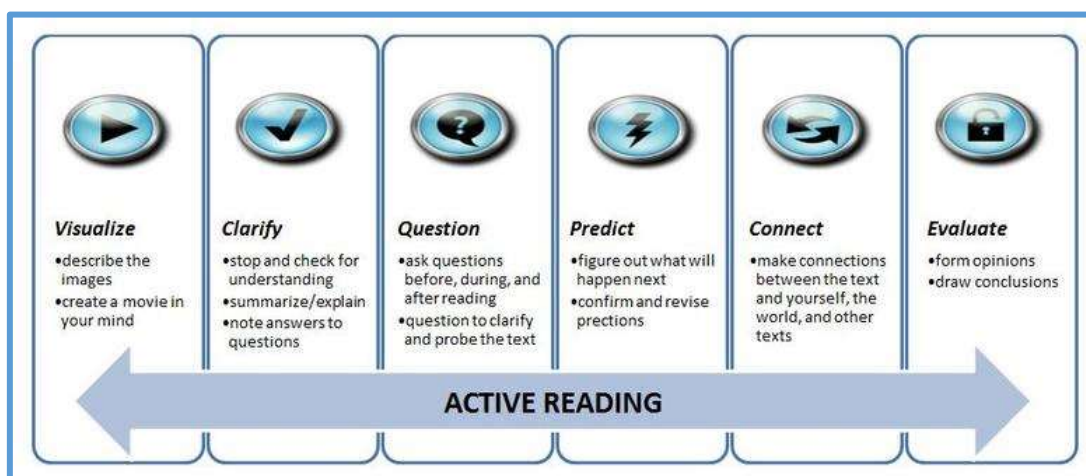 Visualize
•describe the
images
•create a movie in
your mind
Clarify
•stop and check for
understanding
•summarize/explain
•note answers to
questions
Question
•ask questions
before, during, and
after reading
•question to clarify
and probe the text
Predict
•figure out what will
happen next
•confirm and revise
prections
Connect
•make connections
between the text
and yourself, the
world, and other
texts
Evaluate
•form opinions
•draw conclusions
ACTIVE READING